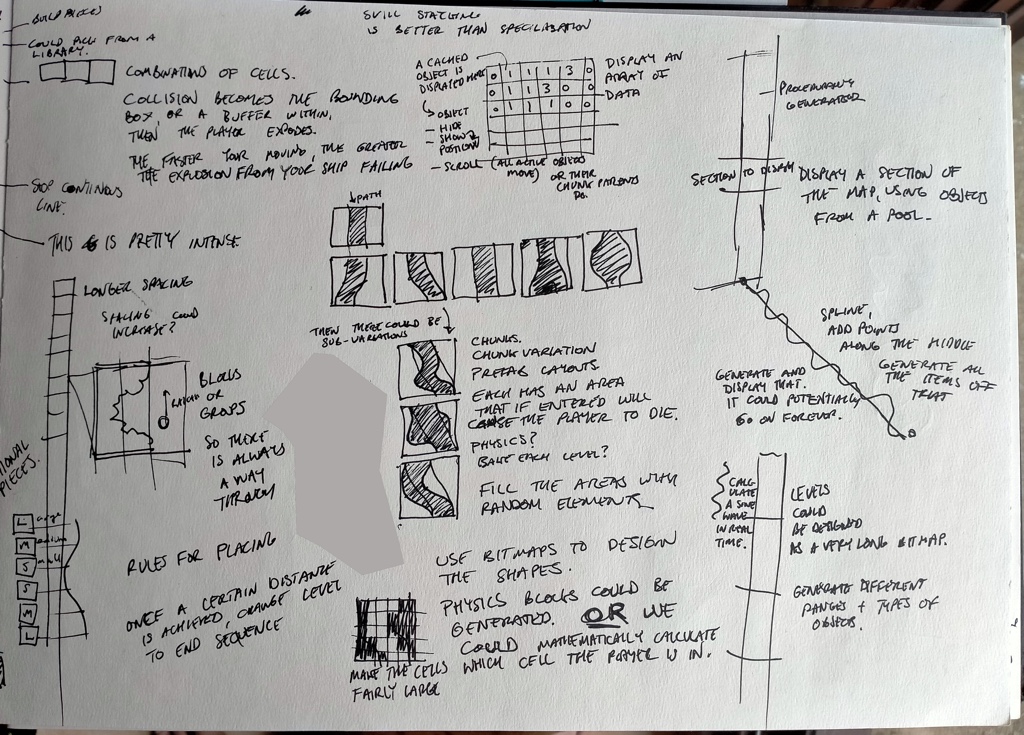 BUILD PIECES
COULD PICK FROM A
LIBRARY.
COMBINATIONS OF CELLS.
COLLISION BECOMES THE BOUNDING
BOX, OR A BUFFER WITHIN,
THEN THE PLAYER EXPODES.
THE FASTER YOUR MOVING, THE GREATER
THE EXPLOSION FROM YOUR SHIP FAILING
STOP CONTINOUS
LINE.
THIS IS PRETTY INTENSE
SKILL STACKING
IS BETTER THAN SPECILISATION
A CACHED
OBJECT IS
DISPLAYED HERE
OBJECT
- HIDE
- SHOW &
POSITION
- SCROLL (ALL ACTIVE OBJECTS
MOVE) OR THEIR
CHUNK PARENTS
DO.
0 1 1 1 3 0
0 1 1 3 0 0
0 1 1 1 0 0
DISPLAY AN
ARRAY OF
DATA
PROCEDURALLY
GENERATED
SECTION TO DISPLAY
DISPLAY A SECTION OF
THE MAP, USING OBJECTS
FROM A POOL.
PATH
LONGER SPACING
SPACING COULD
INCREASE?
BLOCKS
OR
GROUPS
SO THERE
IS ALWAYS
A WAY
THROUGH
THEN THERE COULD BE
SUB-VARIATIONS
CHUNKS.
CHUNK VARIATION
PREFAB LAYOUTS.
EACH HAS AN AREA
THAT IF ENTERED WILL
CAUSE THE PLAYER TO DIE.
PHYSICS?
BAKE EACH LEVEL?
FILL THE AREAS WITH
RANDOM ELEMENTS
SPLINE,
ADD POINTS
ALONG THE MIDDLE
GENERATE ALL
THE ITEMS OFF
THAT
GENERATE AND
DISPLAY THAT.
IT COULD POTENTIALLY
GO ON FOREVER.
PIECES.
L large
M medium
S small
S
M
L
RULES FOR PLACING
ONCE A CERTAIN DISTANCE
IS ACHIEVED, CHANGE LEVEL
TO END SEQUENCE
USE BITMAPS TO DESIGN
THE SHAPES.
PHYSICS BLOCKS COULD BE
GENERATED. OR WE
COULD MATHEMATICALLY CALCULATE
WHICH CELL THE PLAYER IS IN.
MAKE THE CELLS
FAIRLY LARGE
CALC
ULATE
A SINE
WAVE
IN REAL
TIME.
LEVELS
COULD
BE DESIGNED
AS A VERY LONG BITMAP.
GENERATE DIFFERENT
RANGES + TYPES OF
OBJECTS.